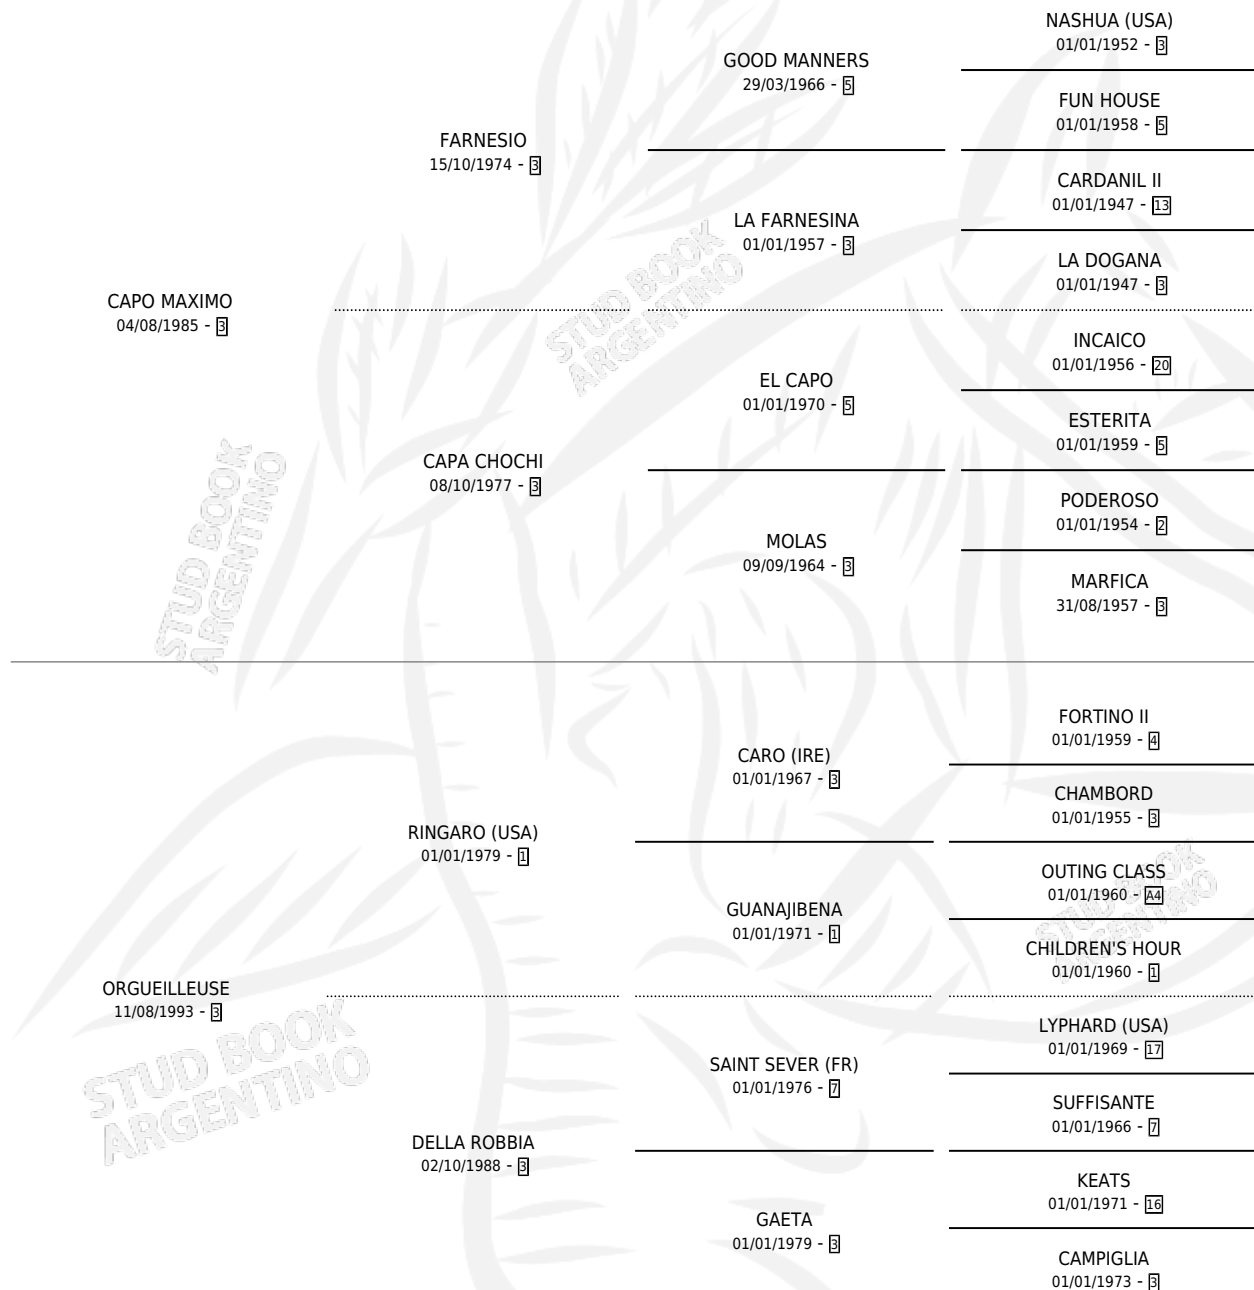 NASHUA (USA)
01/01/1952 - 3
GOOD MANNERS
29/03/1966 - 5
FUN HOUSE
01/01/1958 - 5
FARNESIO
15/10/1974 - 3
CARDANIL II
01/01/1947 - 13
LA FARNESINA
01/01/1957 - 3
LA DOGANA
01/01/1947 - 3
CAPO MAXIMO
04/08/1985 - 3
INCAICO
01/01/1956 - 20
EL CAPO
01/01/1970 - 5
ESTERITA
01/01/1959 - 5
CAPA CHOCHI
08/10/1977 - 3
PODEROSO
01/01/1954 - 2
MOLAS
09/09/1964 - 3
MARFICA
31/08/1957 - 3
FORTINO II
01/01/1959 - 4
CARO (IRE)
01/01/1967 - 3
CHAMBORD
01/01/1955 - 3
RINGARO (USA)
01/01/1979 - 1
OUTING CLASS
01/01/1960 - A4
GUANAJIBENA
01/01/1971 - 1
CHILDREN'S HOUR
01/01/1960 - 1
ORGUEILLEUSE
11/08/1993 - 3
LYPHARD (USA)
01/01/1969 - 17
SAINT SEVER (FR)
01/01/1976 - 7
SUFFISANTE
01/01/1966 - 7
DELLA ROBBIA
02/10/1988 - 3
KEATS
01/01/1971 - 16
GAETA
01/01/1979 - 3
CAMPIGLIA
01/01/1973 - 3
STUD BOOK
ARGENTINO
STUD BOOK
ARGENTINO
STUD BOOK
ARGENTINO
STUD BOOK
ARGENTINO